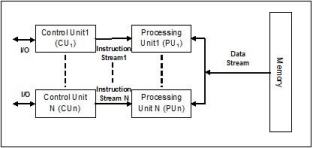 Control Unit1
(CU1)
Processing
Unit1 (PU1)
I/O
Instruction
Stream1
Data
Stream
Memory
I/O
Control Unit
N (CUn)
Instruction
Stream N
Processing
Unit N (PUn)